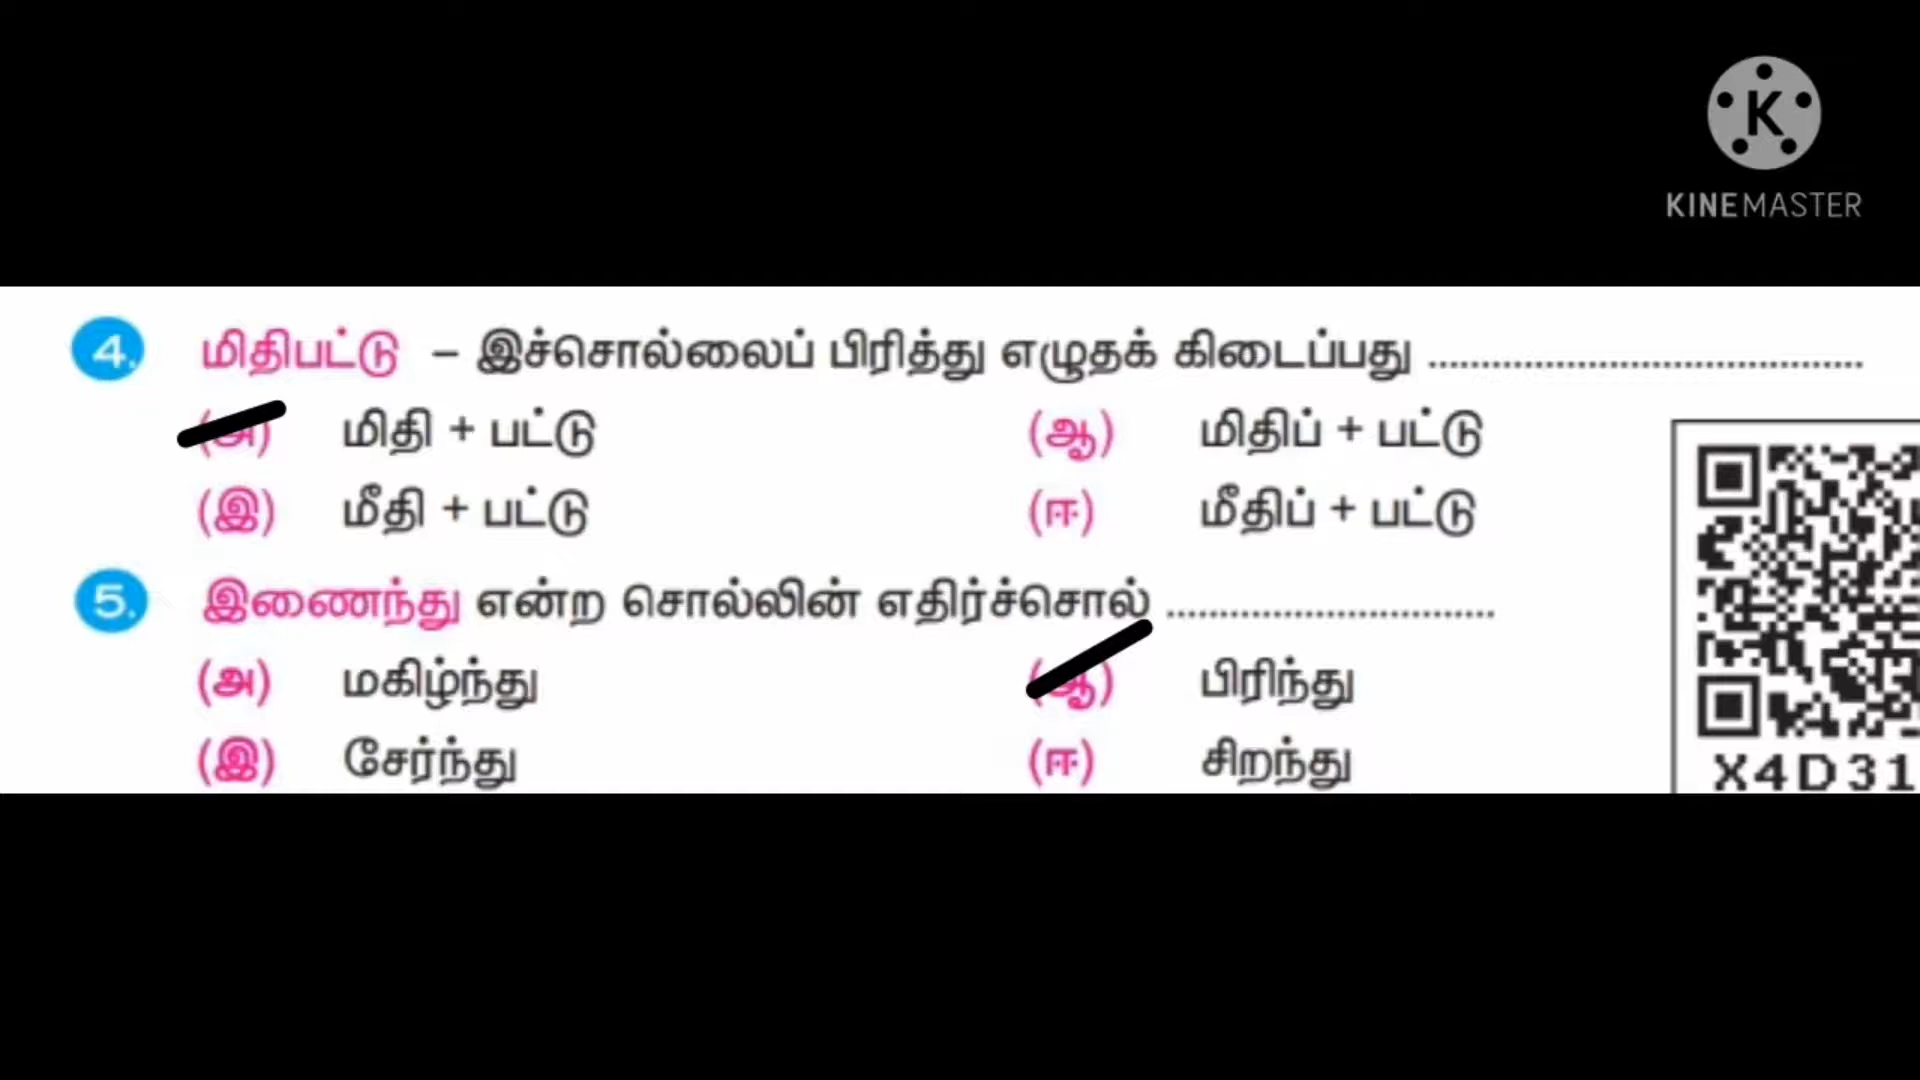 K
KINEMASTER
4. மிதிபட்டு – இச்சொல்லைப் பிரித்து எழுதக் கிடைப்பது ..........................................
(அ) மிதி + பட்டு (ஆ) மிதிப் + பட்டு
(இ) மீதி + பட்டு (ஈ) மீதிப் + பட்டு
5. இணைந்து என்ற சொல்லின் எதிர்ச்சொல் ................................
(அ) மகிழ்ந்து (ஆ) பிரிந்து
(இ) சேர்ந்து (ஈ) சிறந்து
X4D31